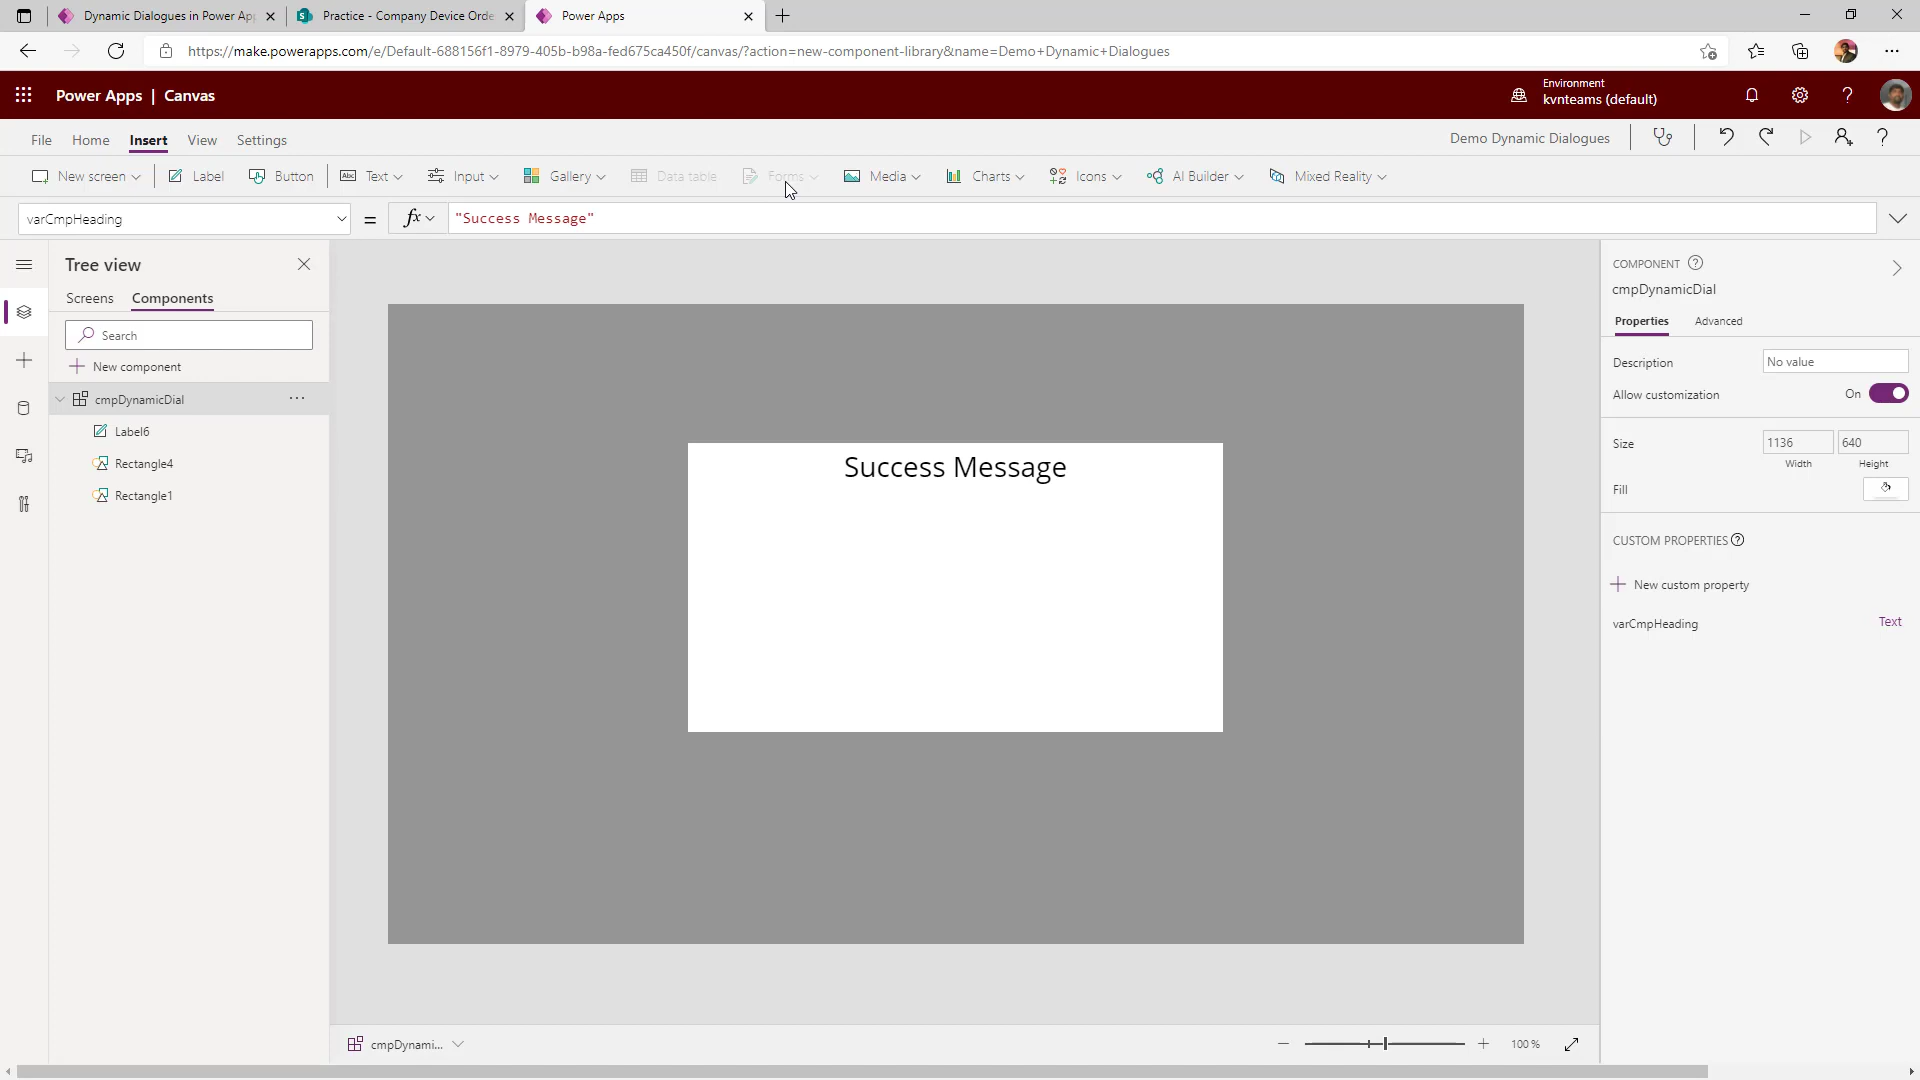 Dynamic Dialogues in Power Ap
Practice - Company Device Orde
Power Apps
https://make.powerapps.com/e/Default-688156f1-8979-405b-b98a-fed675ca450f/canvas/?action=new-component-library&name=Demo+Dynamic+Dialogues
Power Apps | Canvas
Environment
kvnteams (default)
File Home Insert View Settings
Demo Dynamic Dialogues
New screen Label Button Text Input Gallery Data table Forms Media Charts Icons AI Builder Mixed Reality
varCmpHeading = fx "Success Message"
Tree view
Screens Components
Search
New component
cmpDynamicDial
Label6
Rectangle4
Rectangle1
Success Message
COMPONENT
cmpDynamicDial
Properties Advanced
Description No value
Allow customization On
Size 1136 640
Width Height
Fill
CUSTOM PROPERTIES
New custom property
varCmpHeading Text
cmpDynami...
100 %